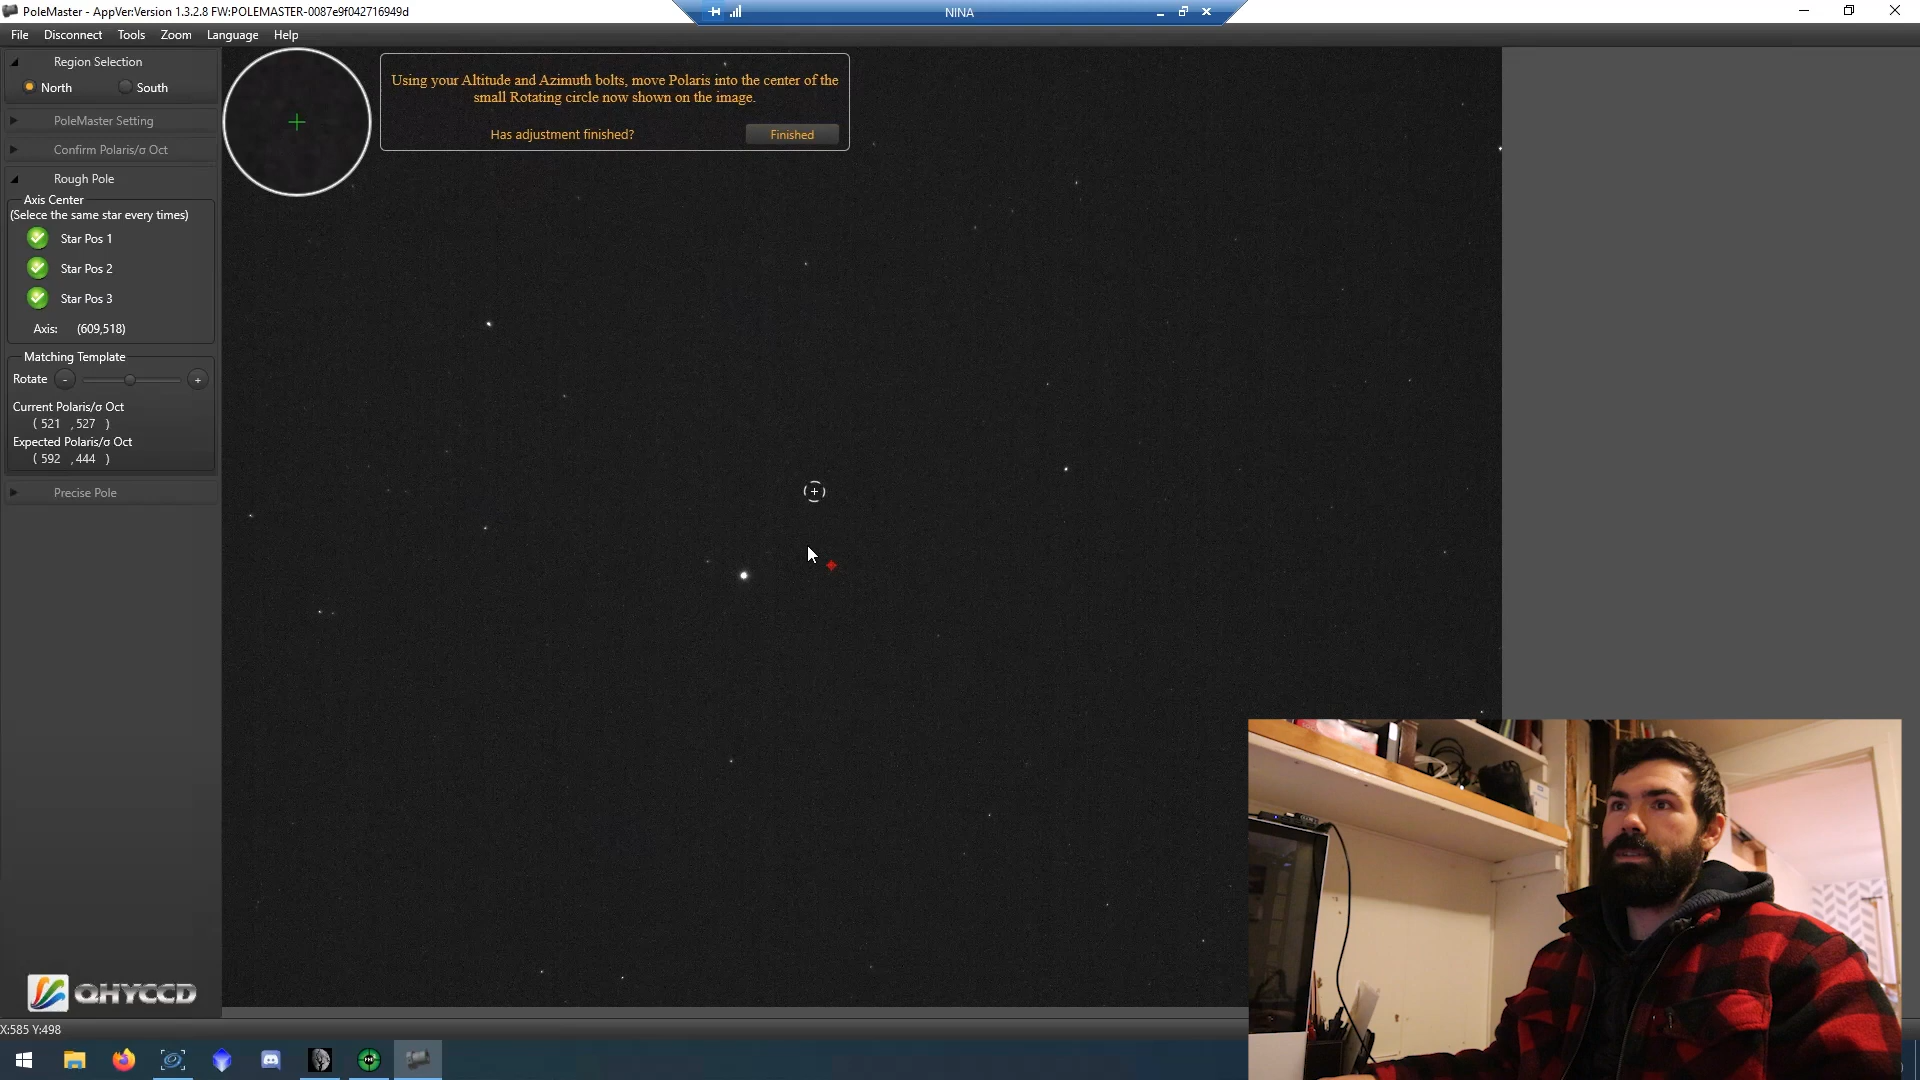 PoleMaster - AppVer:Version 1.3.2.8 FW:POLEMASTER-0087e9f042716949d
NINA
File Disconnect Tools Zoom Language Help
Region Selection
North South
PoleMaster Setting
Confirm Polaris/σ Oct
Rough Pole
Axis Center
(Selece the same star every times)
Star Pos 1
Star Pos 2
Star Pos 3
Axis: (609,518)
Matching Template
Rotate - +
Current Polaris/σ Oct
( 521 ,527 )
Expected Polaris/σ Oct
( 592 ,444 )
Precise Pole
Using your Altitude and Azimuth bolts, move Polaris into the center of the
small Rotating circle now shown on the image.
Has adjustment finished? Finished
QHYCCD
X:585 Y:498